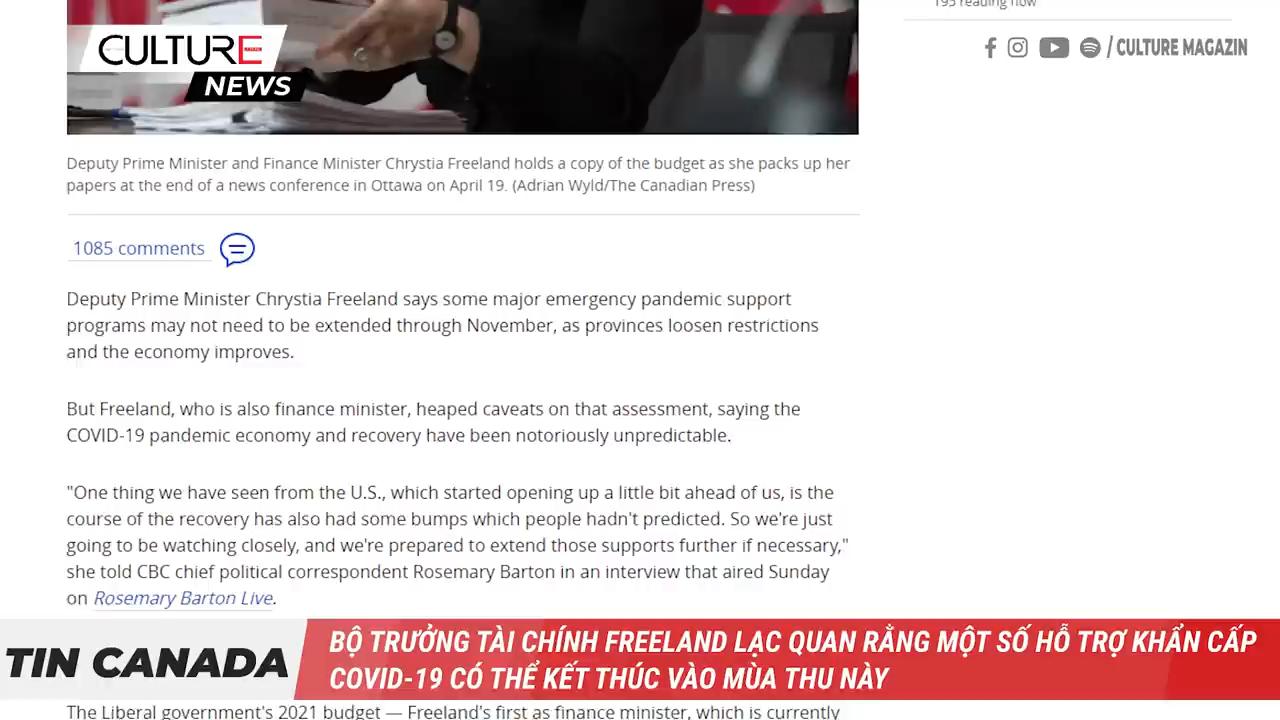 195 reading now
CULTURE
NEWS
/ CULTURE MAGAZIN
Deputy Prime Minister and Finance Minister Chrystia Freeland holds a copy of the budget as she packs up her
papers at the end of a news conference in Ottawa on April 19. (Adrian Wyld/The Canadian Press)
1085 comments
Deputy Prime Minister Chrystia Freeland says some major emergency pandemic support
programs may not need to be extended through November, as provinces loosen restrictions
and the economy improves.
But Freeland, who is also finance minister, heaped caveats on that assessment, saying the
COVID-19 pandemic economy and recovery have been notoriously unpredictable.
"One thing we have seen from the U.S., which started opening up a little bit ahead of us, is the
course of the recovery has also had some bumps which people hadn't predicted. So we're just
going to be watching closely, and we're prepared to extend those supports further if necessary,"
she told CBC chief political correspondent Rosemary Barton in an interview that aired Sunday
on Rosemary Barton Live.
TIN CANADA
BỘ TRƯỞNG TÀI CHÍNH FREELAND LẠC QUAN RẰNG MỘT SỐ HỖ TRỢ KHẨN CẤP
COVID-19 CÓ THỂ KẾT THÚC VÀO MÙA THU NÀY
The Liberal government's 2021 budget — Freeland's first as finance minister, which is currently